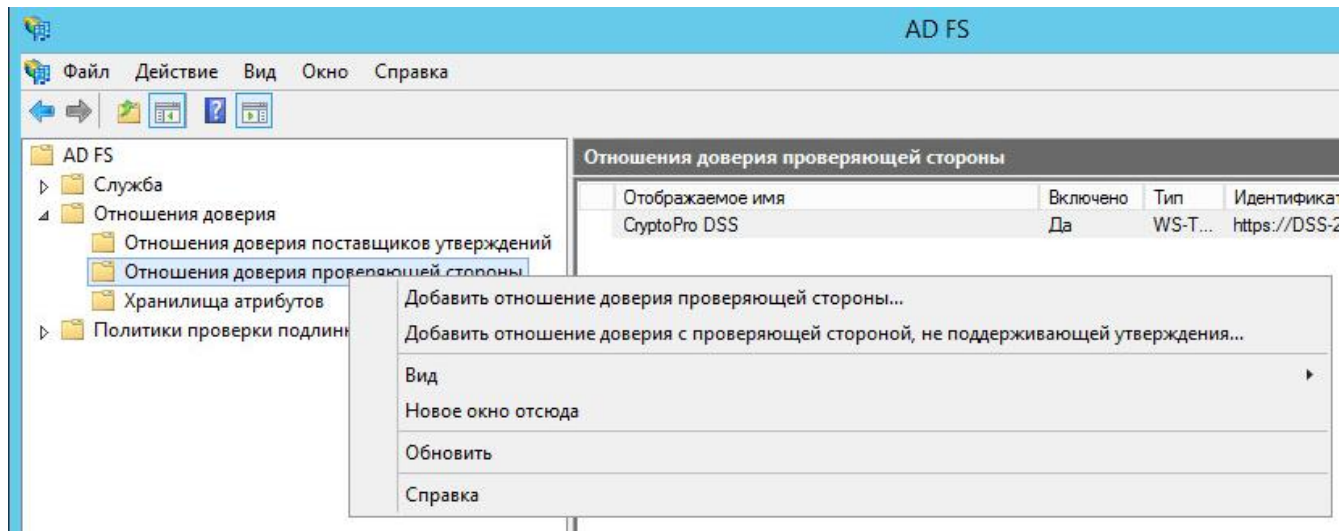 AD FS
Файл Действие Вид Окно Справка
AD FS
Служба
Отношения доверия
Отношения доверия поставщиков утверждений
Отношения доверия проверяющей стороны
Хранилища атрибутов
Политики проверки
Отношения доверия проверяющей стороны
Отображаемое имя Включено Тип
CryptoPro DSS Да WS-T... https://DSS-2
Добавить отношение доверия проверяющей стороны...
Добавить отношение доверия с проверяющей стороной, не поддерживающей утверждения...
Вид
Новое окно отсюда
Обновить
Справка